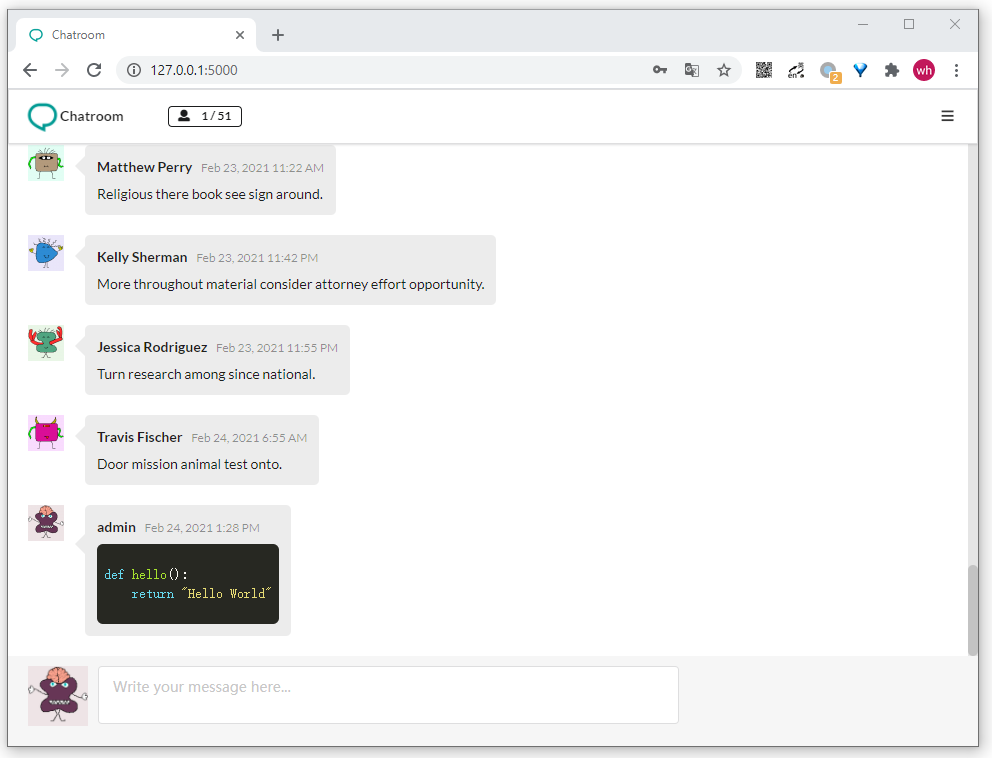 Chatroom
127.0.0.1:5000
en
英
2
wh
Chatroom
1 / 51
Matthew Perry Feb 23, 2021 11:22 AM
Religious there book see sign around.
Kelly Sherman Feb 23, 2021 11:42 PM
More throughout material consider attorney effort opportunity.
Jessica Rodriguez Feb 23, 2021 11:55 PM
Turn research among since national.
Travis Fischer Feb 24, 2021 6:55 AM
Door mission animal test onto.
admin Feb 24, 2021 1:28 PM
def hello():
    return "Hello World"
Write your message here...